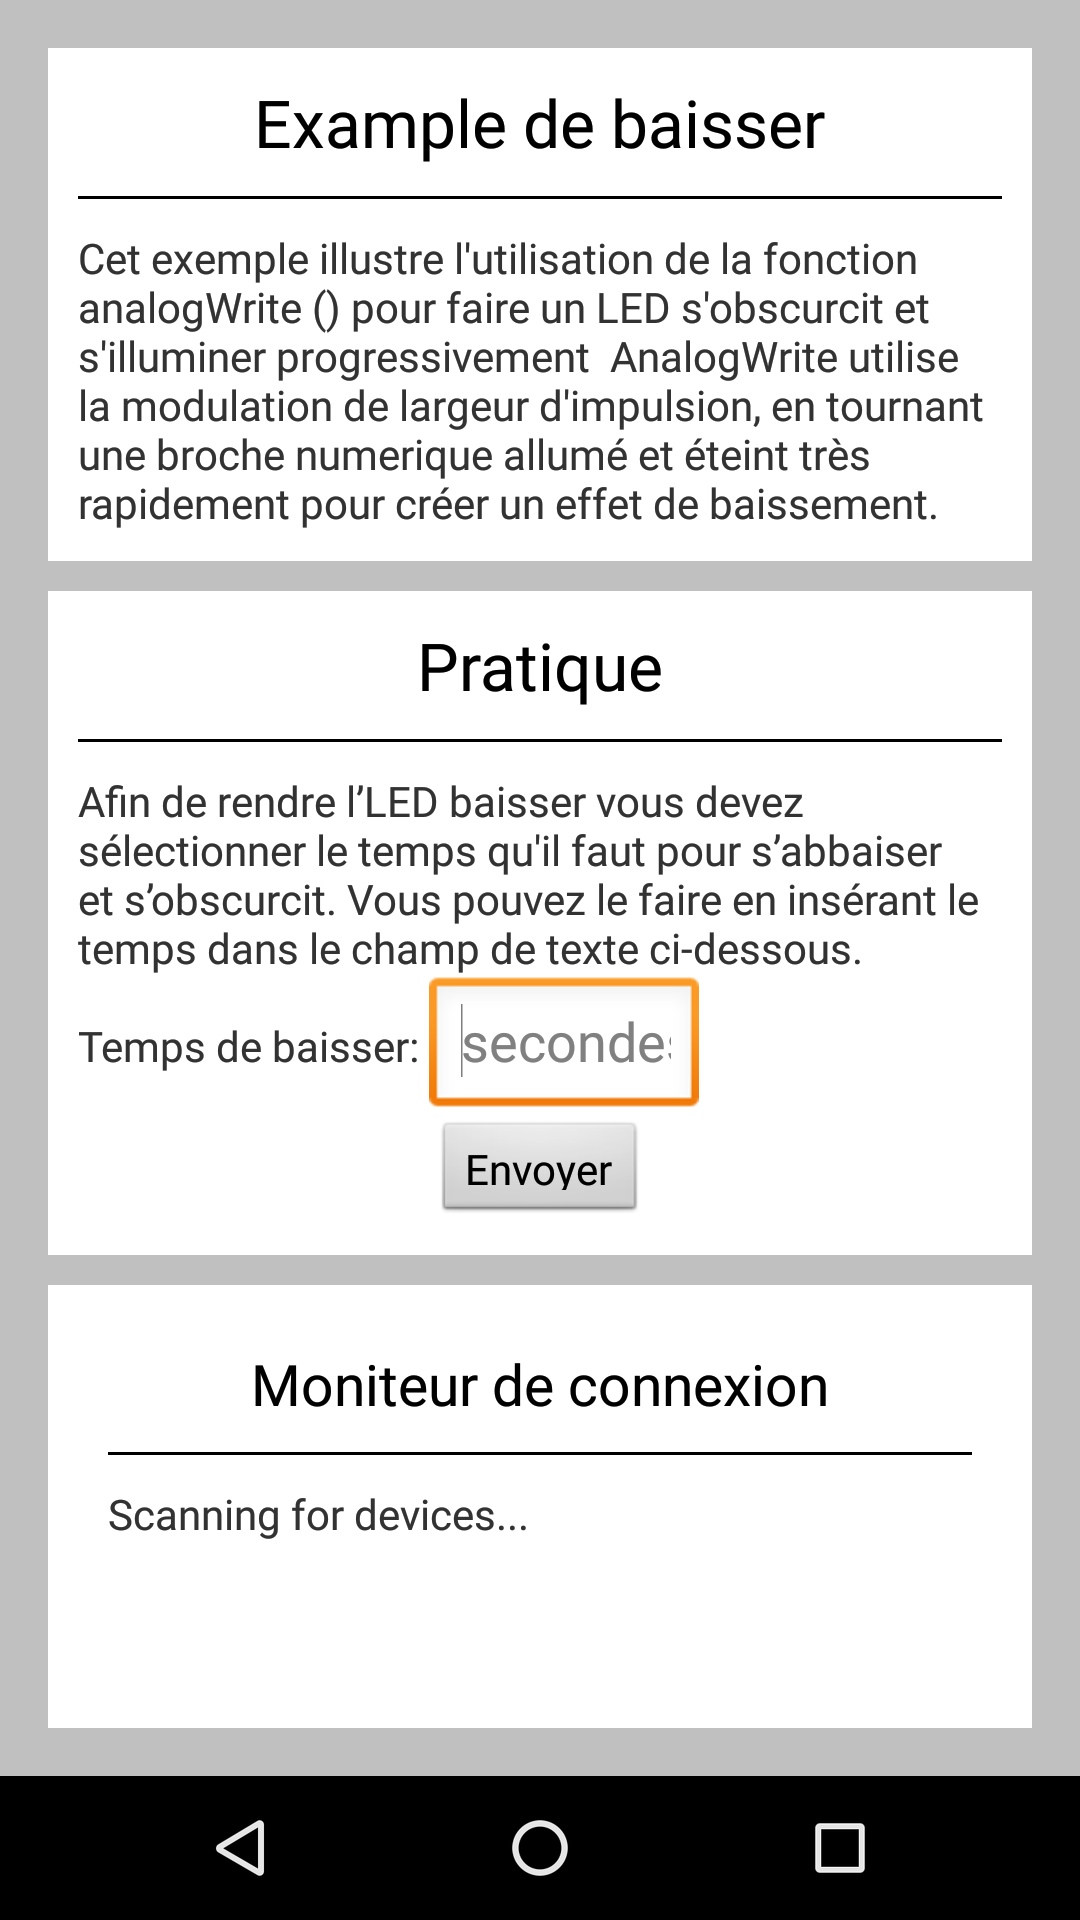 Example de baisser
Cet exemple illustre l'utilisation de la fonction
analogWrite () pour faire un LED s'obscurcit et
s'illuminer progressivement  AnalogWrite utilise
la modulation de largeur d'impulsion, en tournant
une broche numerique allumé et éteint très
rapidement pour créer un effet de baissement.
Pratique
Afin de rendre l’LED baisser vous devez
sélectionner le temps qu'il faut pour s’abbaiser
et s’obscurcit. Vous pouvez le faire en insérant le
temps dans le champ de texte ci-dessous.
Temps de baisser: secondes
Envoyer
Moniteur de connexion
Scanning for devices...